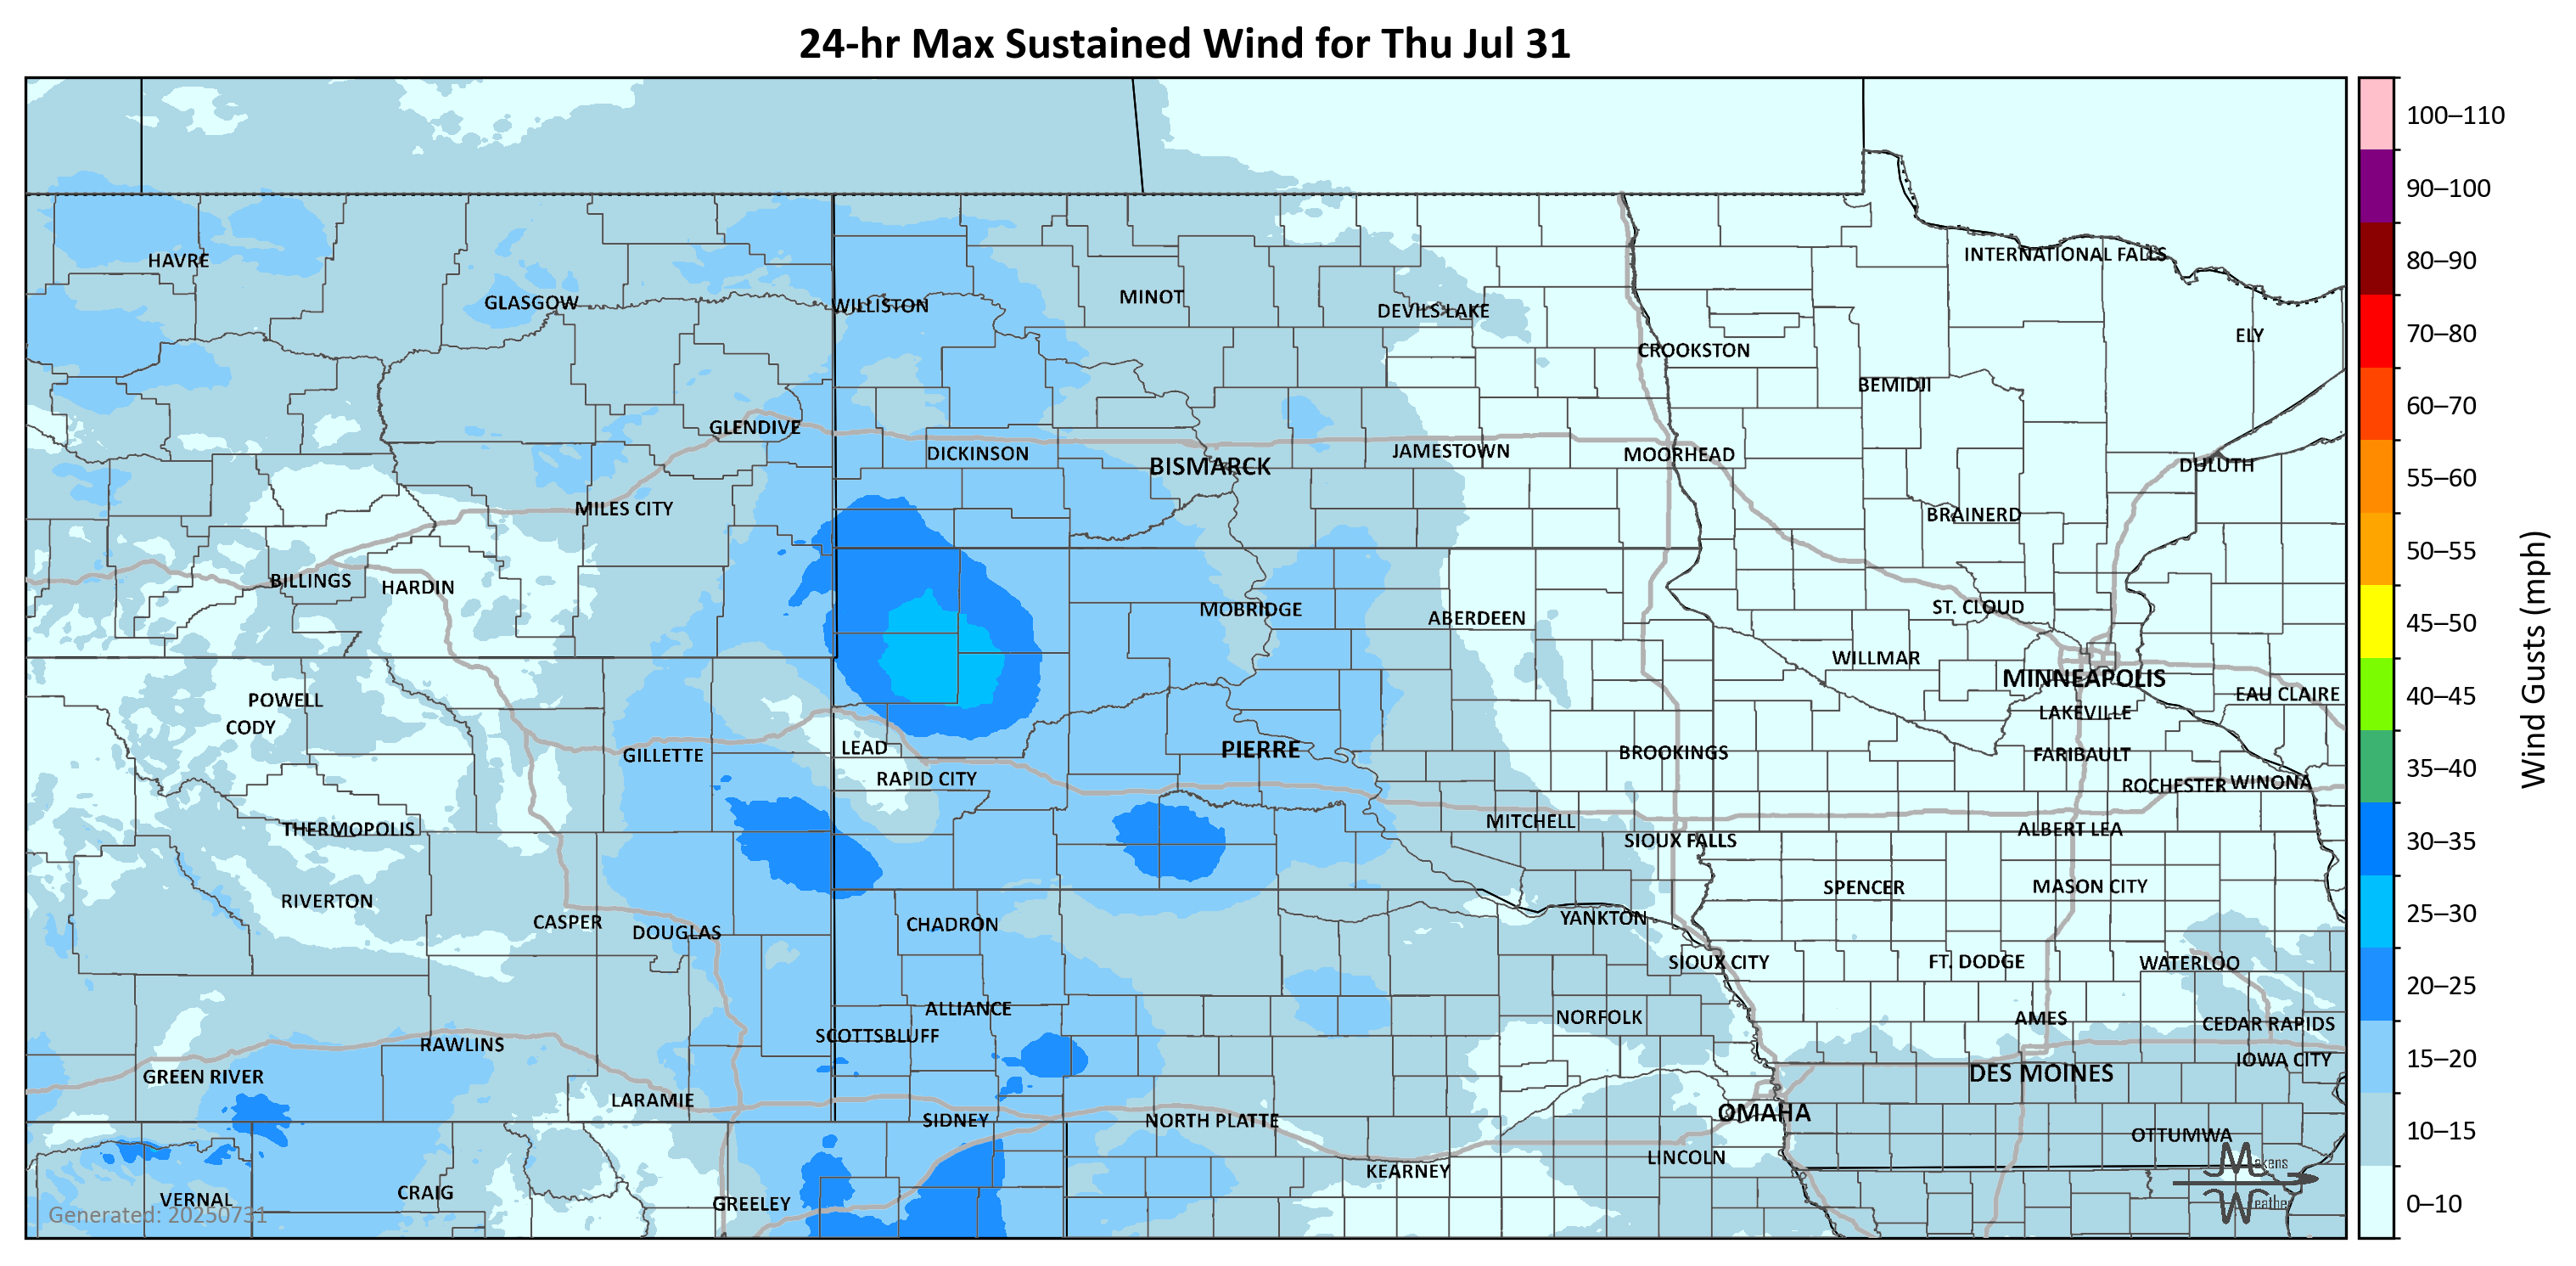 24-hr Max Sustained Wind for Thu Jul 31
100–110
90–100
80–90
70–80
60–70
55–60
50–55
45–50
40–45
35–40
30–35
25–30
20–25
15–20
10–15
0–10
Wind Gusts (mph)
INTERNATIONAL FALLS
HAVRE
MINOT
GLASGOW
WILLISTON
DEVILS LAKE
ELY
CROOKSTON
BEMIDJI
GLENDIVE
DICKINSON
JAMESTOWN
MOORHEAD
BISMARCK
DULUTH
MILES CITY
BRAINERD
BILLINGS
HARDIN
MOBRIDGE
ABERDEEN
ST. CLOUD
WILLMAR
MINNEAPOLIS
EAU CLAIRE
POWELL
LAKEVILLE
CODY
GILLETTE
LEAD
PIERRE
BROOKINGS
FARIBAULT
RAPID CITY
ROCHESTER
WINONA
THERMOPOLIS
MITCHELL
ALBERT LEA
SIOUX FALLS
SPENCER
MASON CITY
RIVERTON
CASPER
DOUGLAS
CHADRON
YANKTON
SIOUX CITY
FT. DODGE
WATERLOO
ALLIANCE
NORFOLK
AMES
CEDAR RAPIDS
SCOTTSBLUFF
RAWLINS
IOWA CITY
GREEN RIVER
DES MOINES
LARAMIE
OMAHA
SIDNEY
NORTH PLATTE
OTTUMWA
LINCOLN
KEARNEY
VERNAL
CRAIG
GREELEY
Generated: 20250731
Makens
Weather